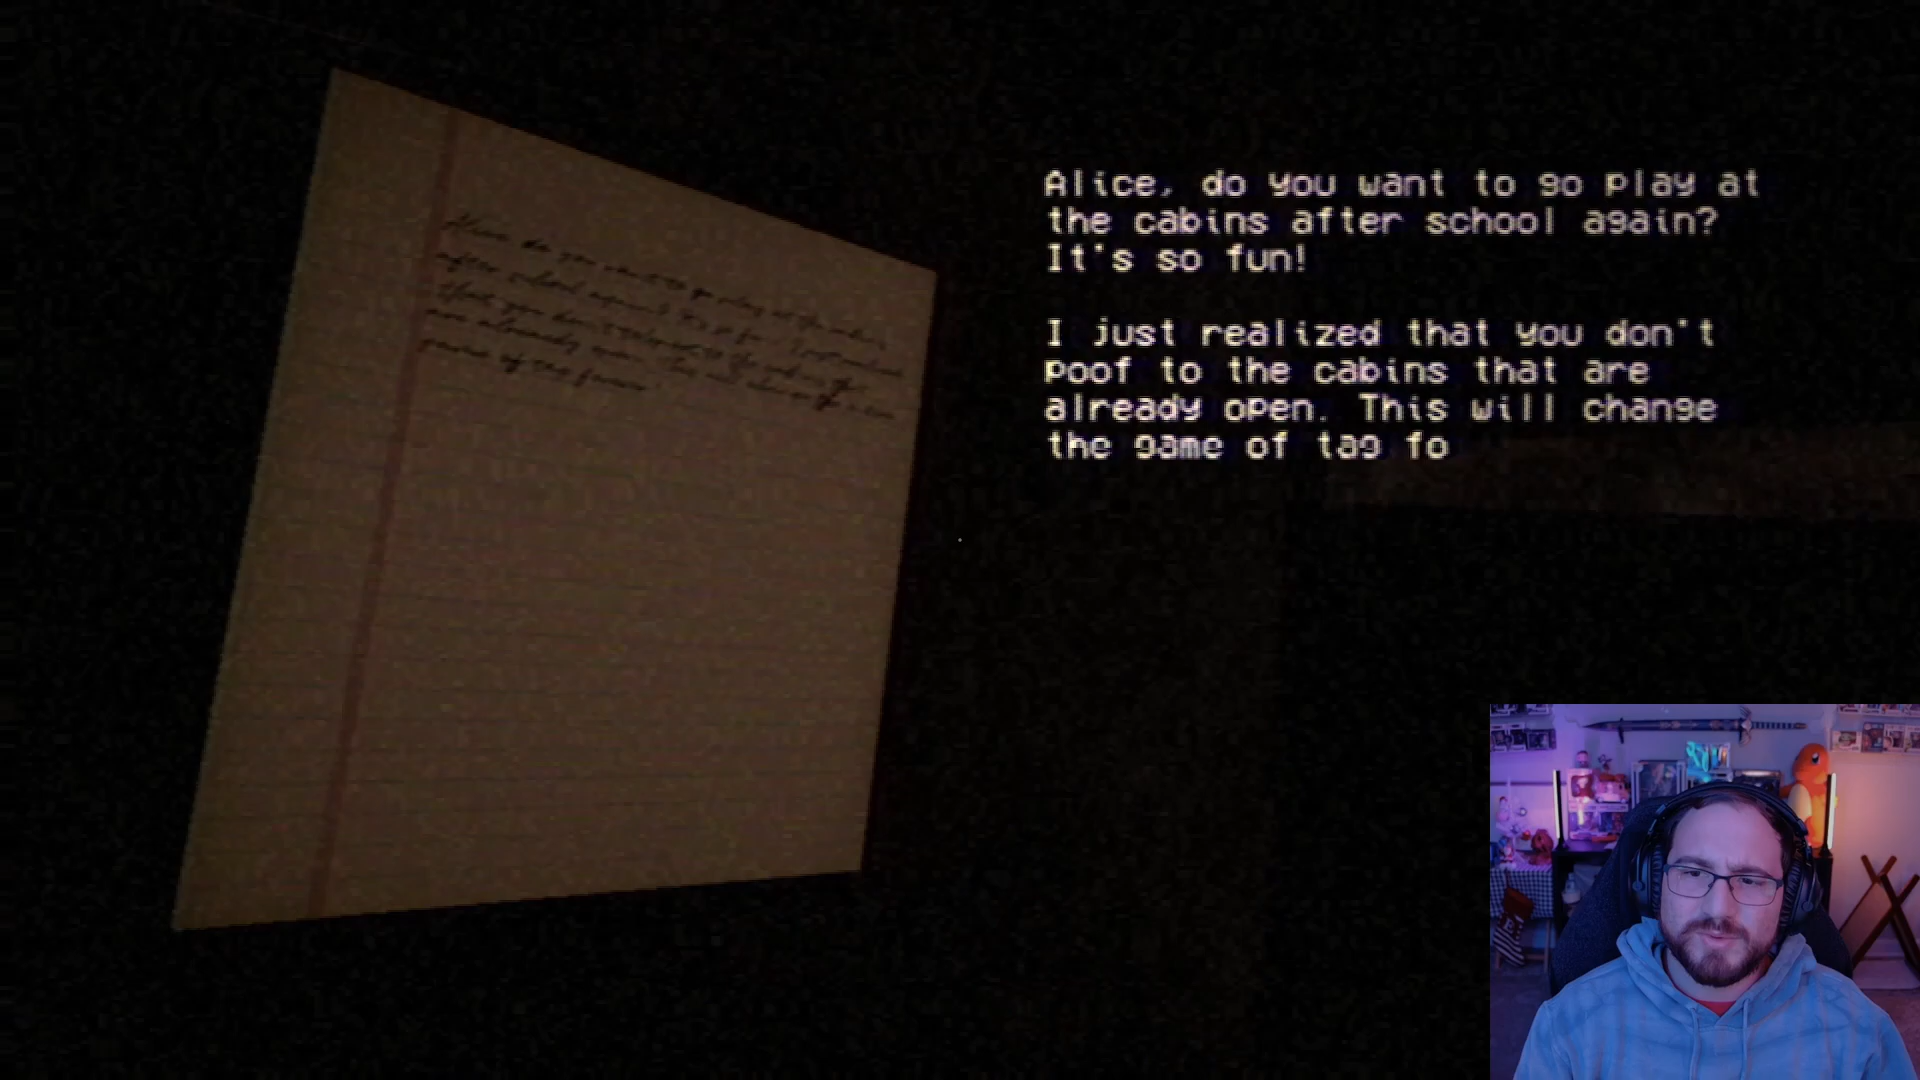 Alice, do you want to go play at
the cabins after school again?
It's so fun!
I just realized that you don't
poof to the cabins that are
already open. This will change
the game of tag fo